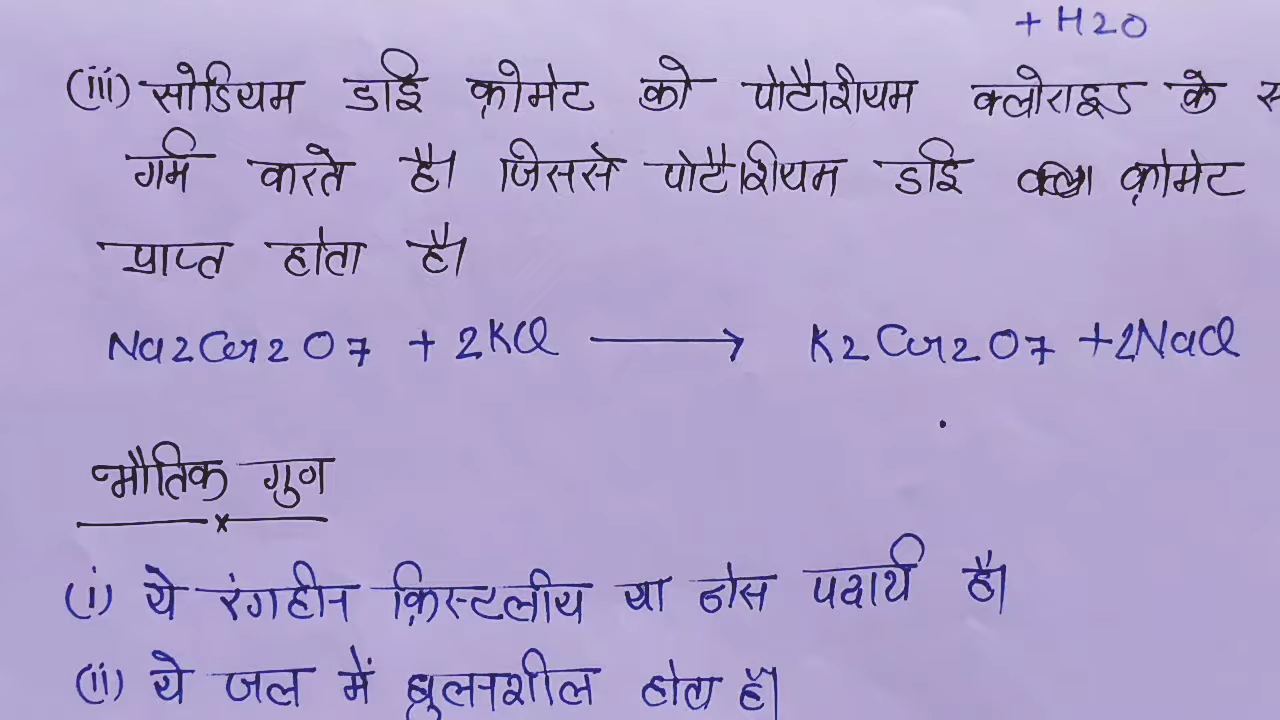 + H2O
(iii) सोडियम डाई क्रोमेट को पोटैशियम क्लोराइड के
गर्म करते है। जिससे पोटैशियम डाई क्रोमेट
प्राप्त होता है।
Na2Cr2O7 + 2KCl ⟶ K2Cr2O7 +2NaCl
भौतिक गुण
(i) ये रंगहीन क्रिस्टलीय या ठोस पदार्थ है।
(ii) ये जल में घुलनशील होता है।